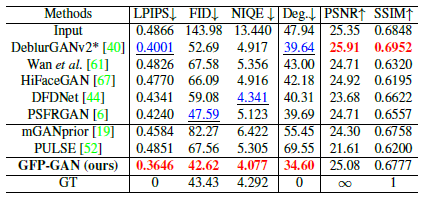 Methods LPIPS↓ FID↓ NIQE ↓ Deg.↓ PSNR↑ SSIM↑
Input 0.4866 143.98 13.440 47.94 25.35 0.6848
DeblurGANv2* [40] 0.4001 52.69 4.917 39.64 25.91 0.6952
Wan et al. [61] 0.4826 67.58 5.356 43.00 24.71 0.6320
HiFaceGAN [67] 0.4770 66.09 4.916 42.18 24.92 0.6195
DFDNet [44] 0.4341 59.08 4.341 40.31 23.68 0.6622
PSFRGAN [6] 0.4240 47.59 5.123 39.69 24.71 0.6557
mGANprior [19] 0.4584 82.27 6.422 55.45 24.30 0.6758
PULSE [52] 0.4851 67.56 5.305 69.55 21.61 0.6200
GFP-GAN (ours) 0.3646 42.62 4.077 34.60 25.08 0.6777
GT 0 43.43 4.292 0 ∞ 1